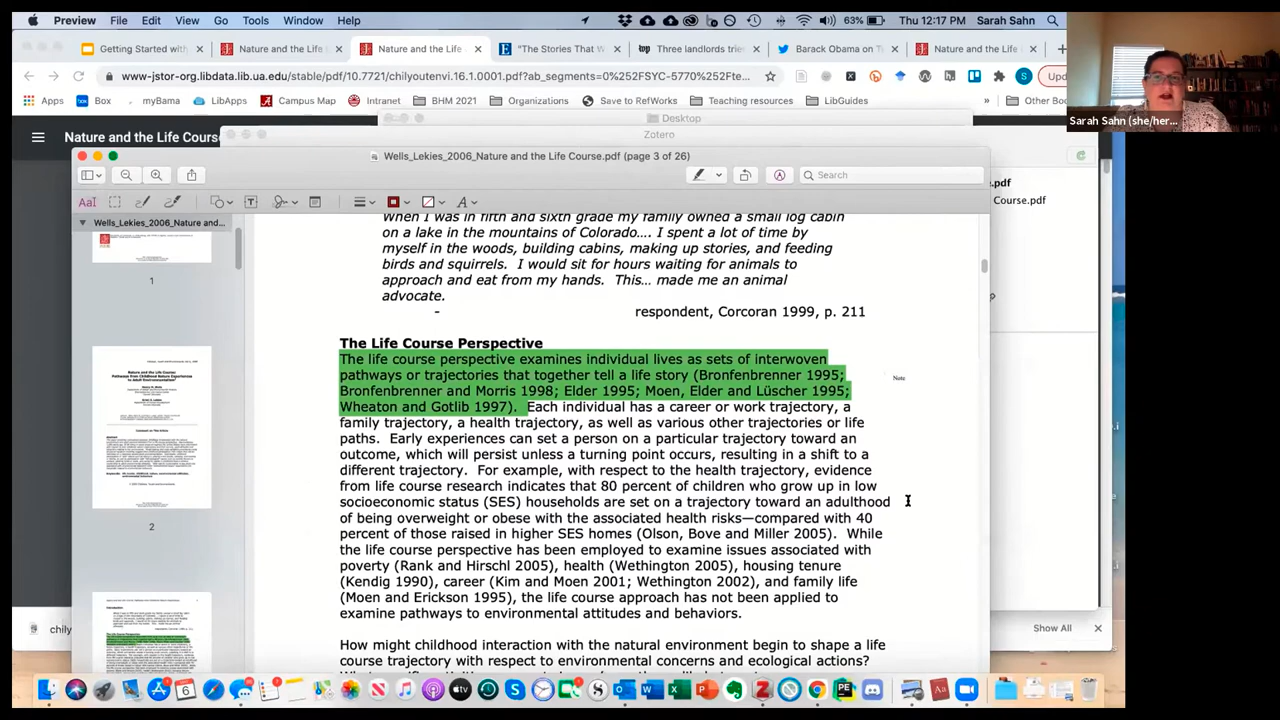 Preview File Edit View Go Tools Window Help 63% Thu 12:17 PM Sarah Sahn
Getting Started with
Nature and the Life
Nature and the Life
"The Stories That W
Three landlords tried
Barack Obama on Tw
Nature and the Life
www-jstor-org.libdata.lib.ua.edu/stable/pdf/10.7721/chilyoutenvi.16.1.0001.pdf?ab_segments=0%252FSYC-
Apps Box myBama LibApps Campus Map Intranet BHM 2021 Organizations Save to RefWorks Teaching resources LibGuides » Other Bo
Sarah Sahn (she/her...
Desktop
Nature and the Life Cours
Zotero
Wells_Lekies_2006_Nature and the Life Course.pdf (page 3 of 26)
Search
.pdf
Course.pdf
Wells_Lekies_2006_Nature and...
1
2
When I was in fifth and sixth grade my family owned a small log cabin
on a lake in the mountains of Colorado.... I spent a lot of time by
myself in the woods, building cabins, making up stories, and feeding
birds and squirrels. I would sit for hours waiting for animals to
approach and eat from my hands. This... made me an animal
advocate.
- respondent, Corcoran 1999, p. 211
The Life Course Perspective
The life course perspective examines individual lives as sets of interwoven
pathways or trajectories that together tell a life story (Bronfenbrenner 1995;
Bronfenbrenner and Morris 1998; Elder 1995; Moen, Elder and Luscher 1995;
Wheaton and Gotlib 1997). Each individual has a career or work trajectory, a
family trajectory, a health trajectory, as well as various other trajectories or life
paths. Early experiences can set an individual on a particular trajectory toward an
outcome, which will persist until a turning point occurs, resulting in a shift to a
different trajectory. For example, with respect to the health trajectory, evidence
from life course research indicates that 80 percent of children who grow up in low
socioeconomic status (SES) households are set on a trajectory toward an adulthood
of being overweight or obese with the associated health risks—compared with 40
percent of those raised in higher SES homes (Olson, Bove and Miller 2005). While
the life course perspective has been employed to examine issues associated with
poverty (Rank and Hirschl 2005), health (Wethington 2005), housing tenure
(Kendig 1990), career (Kim and Moen 2001; Wethington 2002), and family life
(Moen and Erickson 1995), the life course approach has not been applied to
examine pathways to environmental attitudes and behaviors.
How might childhood interactions with the natural environment begin to set a life
course trajectory with respect to environmental concerns and ecological actions?
Note
chily
Show All